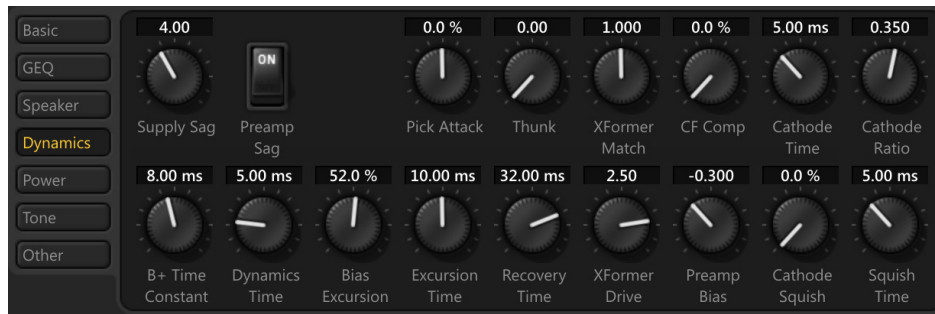 Basic
GEQ
Speaker
Dynamics
Power
Tone
Other
4.00
ON
0.0 %
0.00
1.000
0.0 %
5.00 ms
0.350
Supply Sag
Preamp
Sag
Pick Attack
Thunk
XFormer
Match
CF Comp
Cathode
Time
Cathode
Ratio
8.00 ms
5.00 ms
52.0 %
10.00 ms
32.00 ms
2.50
-0.300
0.0 %
5.00 ms
B+ Time
Constant
Dynamics
Time
Bias
Excursion
Excursion
Time
Recovery
Time
XFormer
Drive
Preamp
Bias
Cathode
Squish
Squish
Time